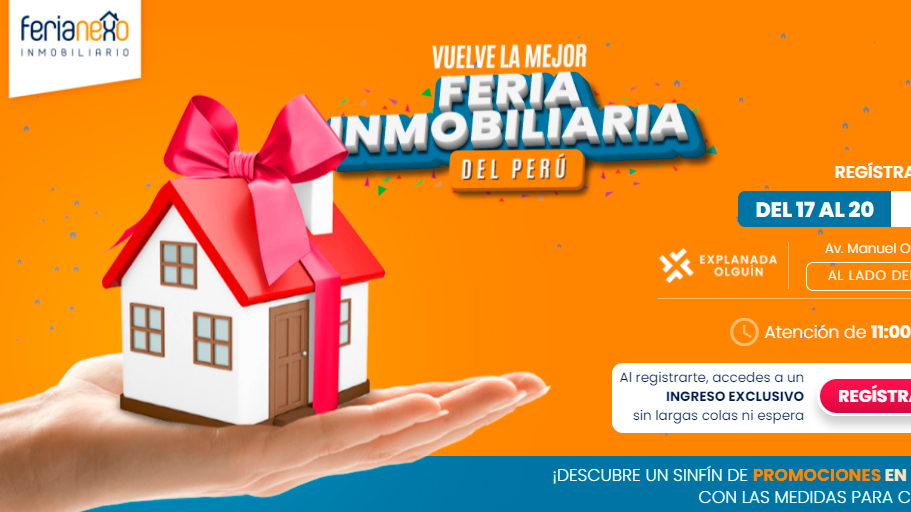 ferianexo
INMOBILIARIO
VUELVE LA MEJOR
FERIA
INMOBILIARIA
DEL PERÚ
REGÍSTRA
DEL 17 AL 20
EXPLANADA
OLGUÍN
Av. Manuel O
AL LADO DEL
Atención de 11:00
Al registrarte, accedes a un
INGRESO EXCLUSIVO
sin largas colas ni espera
REGÍSTRA
¡DESCUBRE UN SINFÍN DE PROMOCIONES EN
CON LAS MEDIDAS PARA C